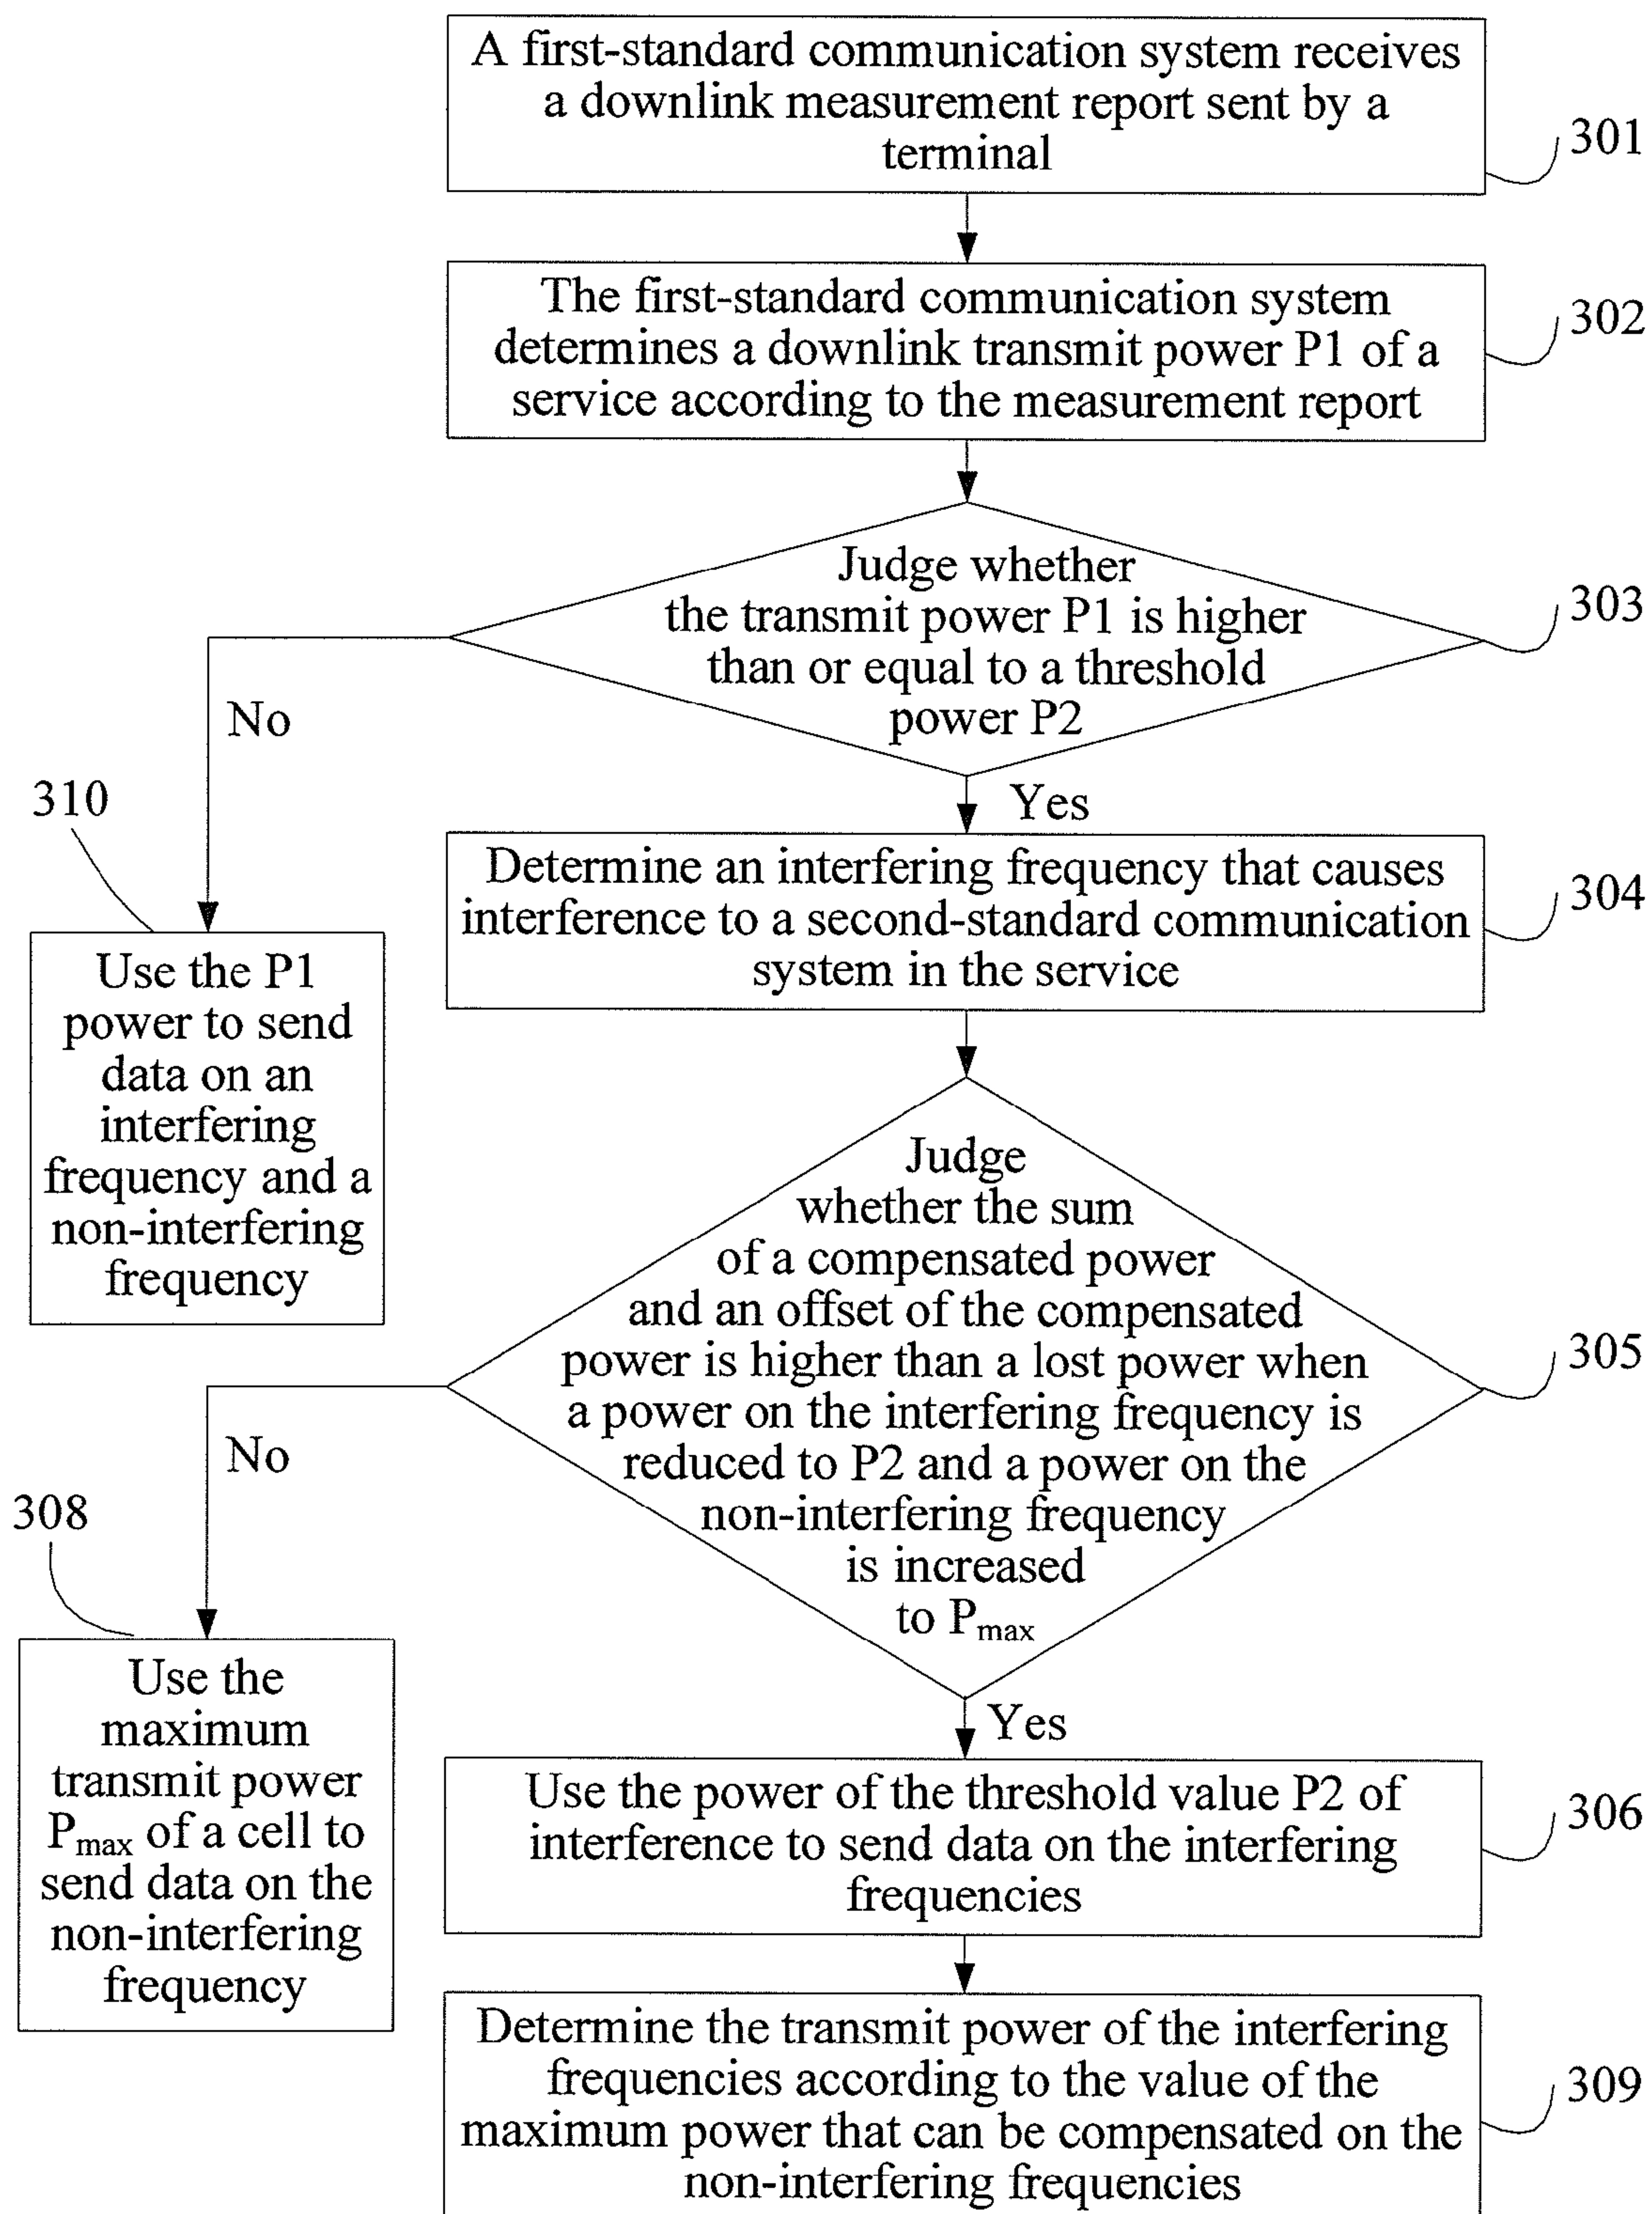 A first-standard communication system receives
a downlink measurement report sent by a
terminal
301
The first-standard communication system
determines a downlink transmit power P1 of a
service according to the measurement report
302
Judge whether
the transmit power P1 is higher
than or equal to a threshold
power P2
303
No
Yes
310
Use the P1
power to send
data on an
interfering
frequency and a
non-interfering
frequency
Determine an interfering frequency that causes
interference to a second-standard communication
system in the service
304
Judge
whether the sum
of a compensated power
and an offset of the compensated
power is higher than a lost power when
a power on the interfering frequency is
reduced to P2 and a power on the
non-interfering frequency
is increased
to Pmax
305
No
Yes
308
Use the
maximum
transmit power
Pmax of a cell to
send data on the
non-interfering
frequency
Use the power of the threshold value P2 of
interference to send data on the interfering
frequencies
306
Determine the transmit power of the interfering
frequencies according to the value of the
maximum power that can be compensated on the
non-interfering frequencies
309